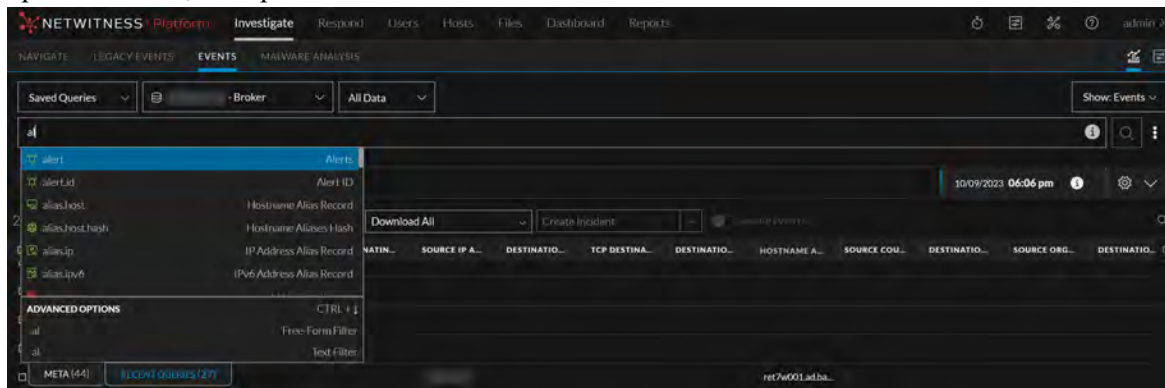 NETWITNESS Platform Investigate Respond Users Hosts Files Dashboard Reports admin
NAVIGATE LEGACY EVENTS EVENTS MALWARE ANALYSIS
Saved Queries - Broker All Data Show: Events
al
alert Alerts
alert.id Alert ID
10/09/2023 06:06 pm
alias.host Hostname Alias Record
alias.host.hash Hostname Aliases Hash
Download All Create Incident
alias.ip IP Address Alias Record
NATIN... SOURCE IP A... DESTINATIO... TCP DESTINA... DESTINATIO... HOSTNAME A... SOURCE COU... DESTINATIO... SOURCE ORG... DESTINATIO...
alias.ipv6 IPv6 Address Alias Record
ADVANCED OPTIONS CTRL + ↓
al Free-Form Filter
al Text Filter
META (44) RECENT QUERIES (27) ret7w001.ad.ba...